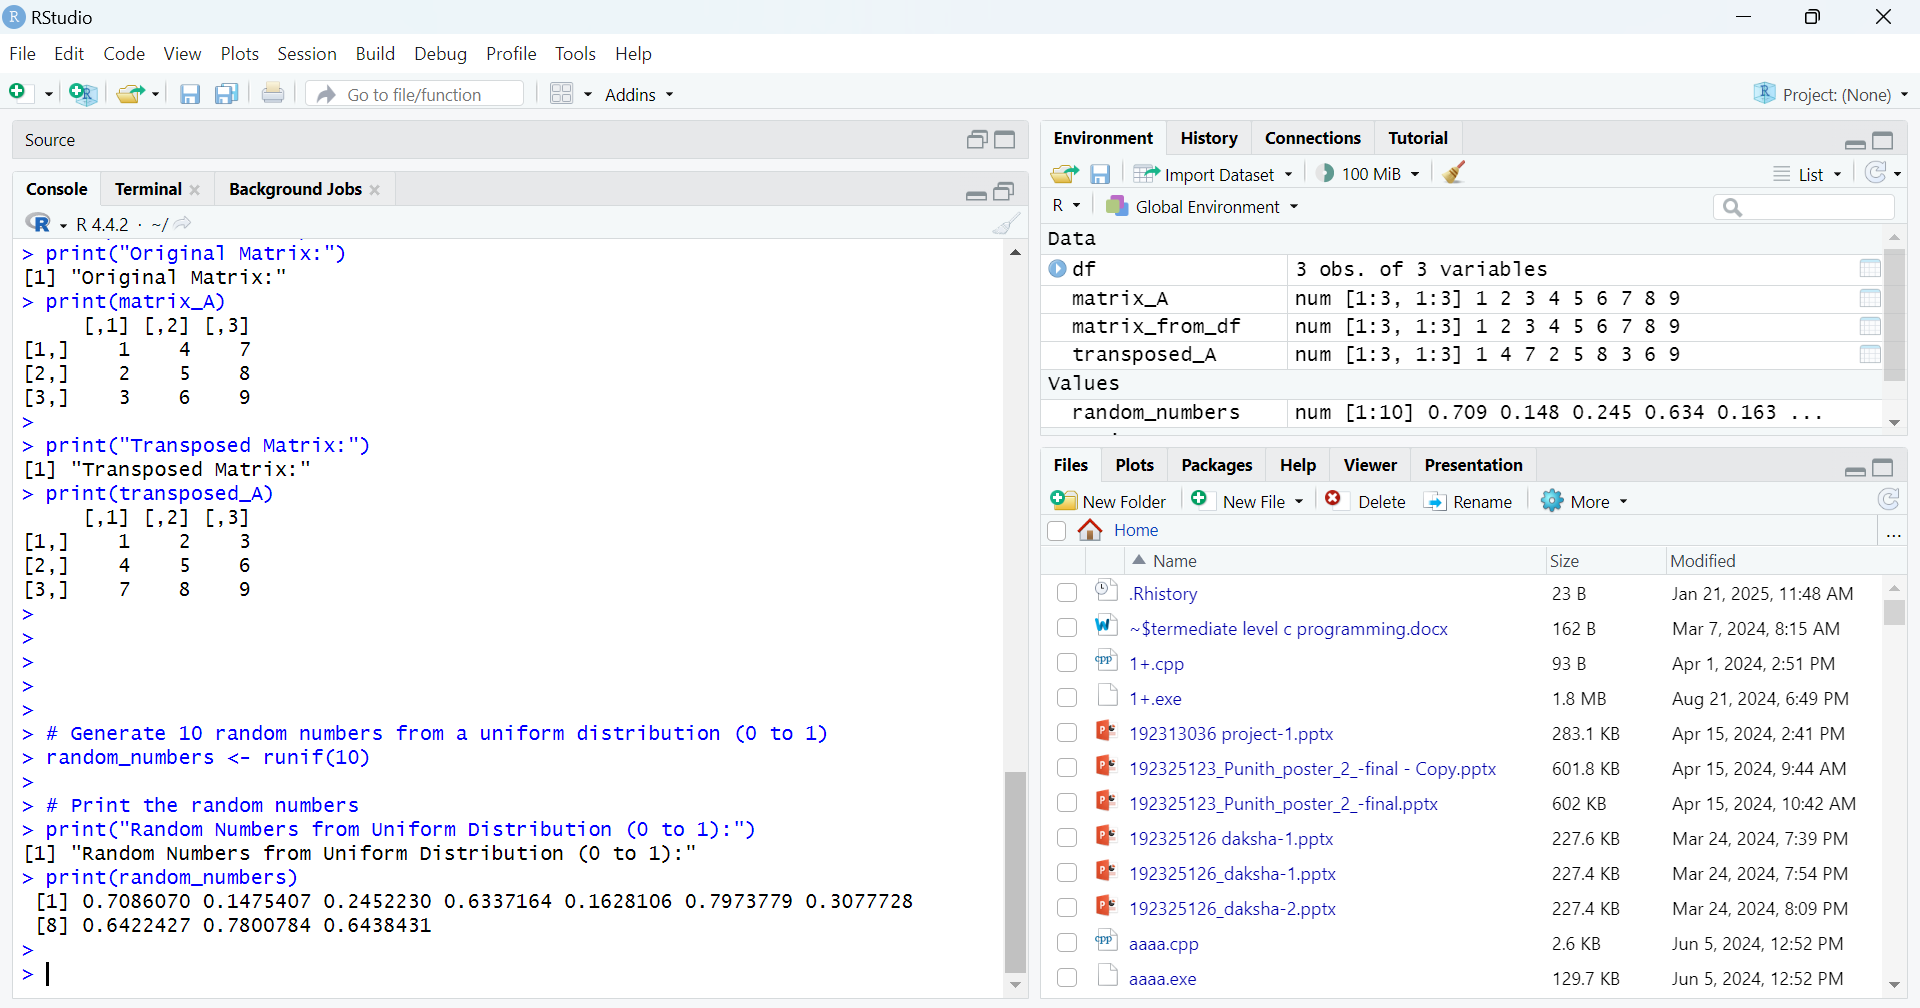 RStudio
File Edit Code View Plots Session Build Debug Profile Tools Help
Go to file/function Addins Project: (None)
Source
Console Terminal Background Jobs
R 4.4.2 · ~/
> print("Original Matrix:")
[1] "Original Matrix:"
> print(matrix_A)
     [,1] [,2] [,3]
[1,]    1    4    7
[2,]    2    5    8
[3,]    3    6    9
>
> print("Transposed Matrix:")
[1] "Transposed Matrix:"
> print(transposed_A)
     [,1] [,2] [,3]
[1,]    1    2    3
[2,]    4    5    6
[3,]    7    8    9
>
>
>
>
>
> # Generate 10 random numbers from a uniform distribution (0 to 1)
> random_numbers <- runif(10)
>
> # Print the random numbers
> print("Random Numbers from Uniform Distribution (0 to 1):")
[1] "Random Numbers from Uniform Distribution (0 to 1):"
> print(random_numbers)
 [1] 0.7086070 0.1475407 0.2452230 0.6337164 0.1628106 0.7973779 0.3077728
 [8] 0.6422427 0.7800784 0.6438431
>
>
Environment History Connections Tutorial
Import Dataset 100 MiB List
R Global Environment
Data
df 3 obs. of 3 variables
matrix_A num [1:3, 1:3] 1 2 3 4 5 6 7 8 9
matrix_from_df num [1:3, 1:3] 1 2 3 4 5 6 7 8 9
transposed_A num [1:3, 1:3] 1 4 7 2 5 8 3 6 9
Values
random_numbers num [1:10] 0.709 0.148 0.245 0.634 0.163 ...
Files Plots Packages Help Viewer Presentation
New Folder New File Delete Rename More
Home ...
Name Size Modified
.Rhistory 23 B Jan 21, 2025, 11:48 AM
~$termediate level c programming.docx 162 B Mar 7, 2024, 8:15 AM
1+.cpp 93 B Apr 1, 2024, 2:51 PM
1+.exe 1.8 MB Aug 21, 2024, 6:49 PM
192313036 project-1.pptx 283.1 KB Apr 15, 2024, 2:41 PM
192325123_Punith_poster_2_-final - Copy.pptx 601.8 KB Apr 15, 2024, 9:44 AM
192325123_Punith_poster_2_-final.pptx 602 KB Apr 15, 2024, 10:42 AM
192325126 daksha-1.pptx 227.6 KB Mar 24, 2024, 7:39 PM
192325126_daksha-1.pptx 227.4 KB Mar 24, 2024, 7:54 PM
192325126_daksha-2.pptx 227.4 KB Mar 24, 2024, 8:09 PM
aaaa.cpp 2.6 KB Jun 5, 2024, 12:52 PM
aaaa.exe 129.7 KB Jun 5, 2024, 12:52 PM